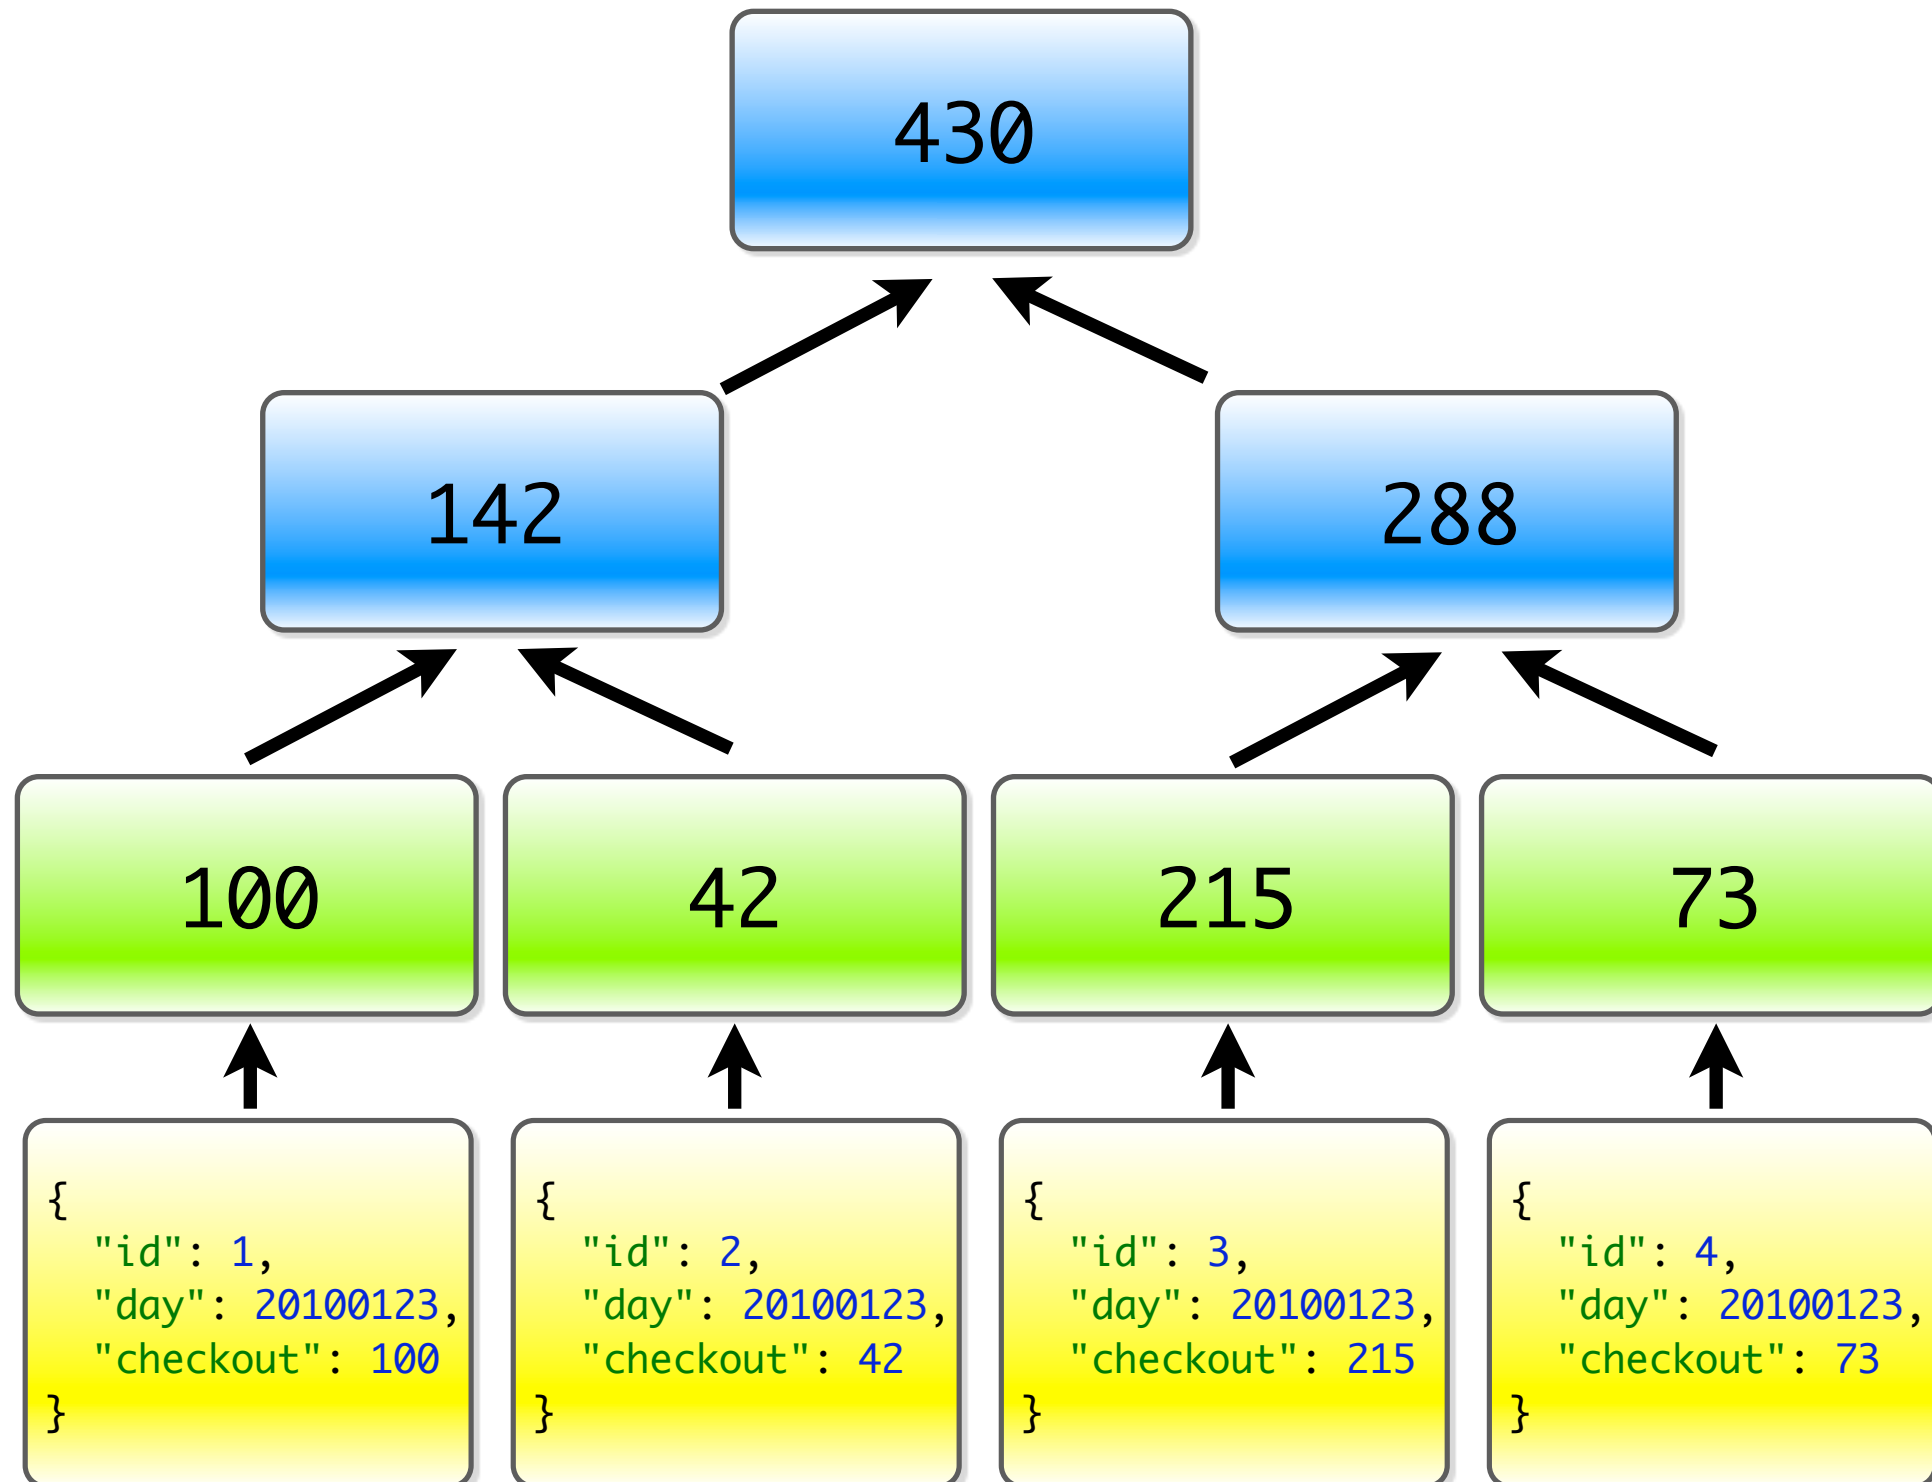 430
142
288
100
42
215
73
{
"id": 1,
"day": 20100123,
"checkout": 100
}
{
"id": 2,
"day": 20100123,
"checkout": 42
}
{
"id": 3,
"day": 20100123,
"checkout": 215
}
{
"id": 4,
"day": 20100123,
"checkout": 73
}